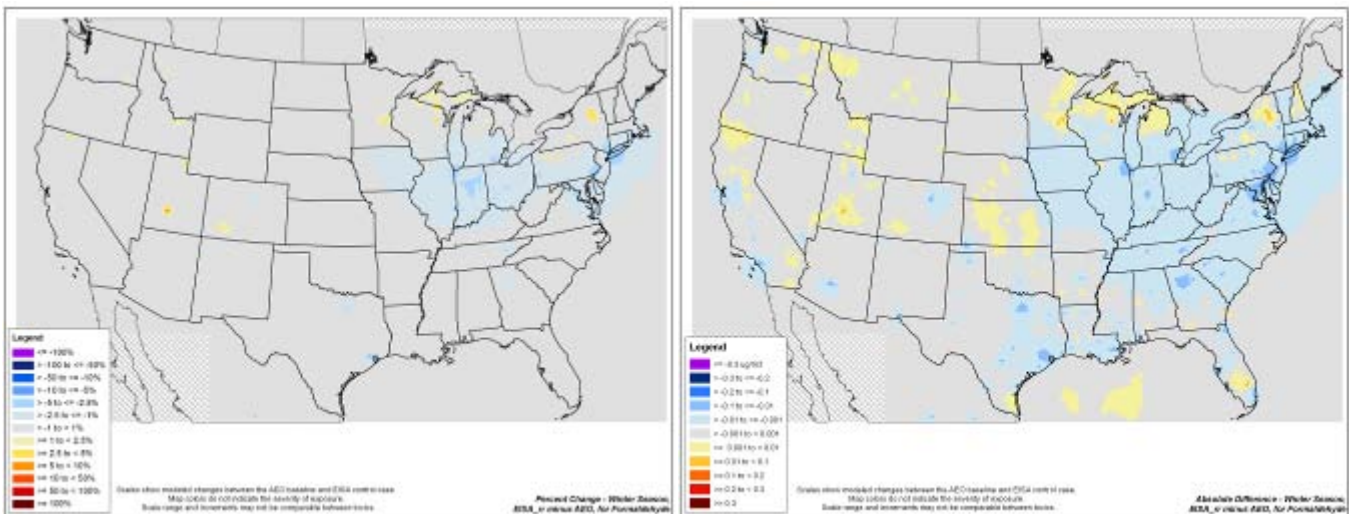 Legend
<= -100%
> -100 to <= -50%
> -50 to <= -10%
> -10 to <= -5%
> -5 to <= -2.5%
> -2.5 to <= -1%
> -1 to < 1%
>= 1 to < 2.5%
>= 2.5 to < 5%
>= 5 to < 10%
>= 10 to < 50%
>= 50 to < 100%
>= 100%
Scales show modeled changes between the AEO baseline and EISA control case.
Map colors do not indicate the severity of exposure.
Scale range and increments may not be comparable between toxics.
Percent Change - Winter Season,
EISA_rr minus AEO, for Formaldehyde
Legend
<= -0.3 ug/m3
> -0.3 to <= -0.2
> -0.2 to <= -0.1
> -0.1 to <= -0.01
> -0.01 to <= -0.001
> -0.001 to < 0.001
>= 0.001 to < 0.01
>= 0.01 to < 0.1
>= 0.1 to < 0.2
>= 0.2 to < 0.3
>= 0.3
Scales show modeled changes between the AEO baseline and EISA control case.
Map colors do not indicate the severity of exposure.
Scale range and increments may not be comparable between toxics.
Absolute Difference - Winter Season,
EISA_rr minus AEO, for Formaldehyde